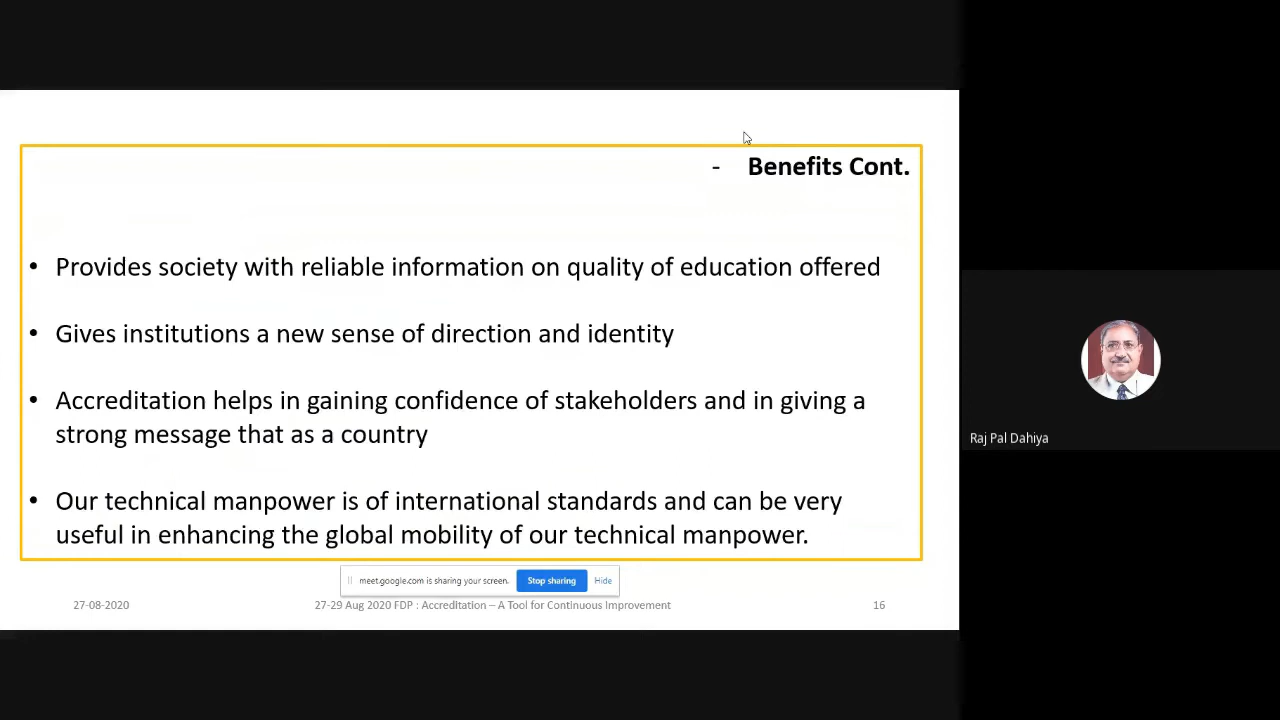 - Benefits Cont.
• Provides society with reliable information on quality of education offered
• Gives institutions a new sense of direction and identity
• Accreditation helps in gaining confidence of stakeholders and in giving a
strong message that as a country
• Our technical manpower is of international standards and can be very
useful in enhancing the global mobility of our technical manpower.
meet.google.com is sharing your screen. Stop sharing Hide
27-08-2020 27-29 Aug 2020 FDP : Accreditation – A Tool for Continuous Improvement 16
Raj Pal Dahiya